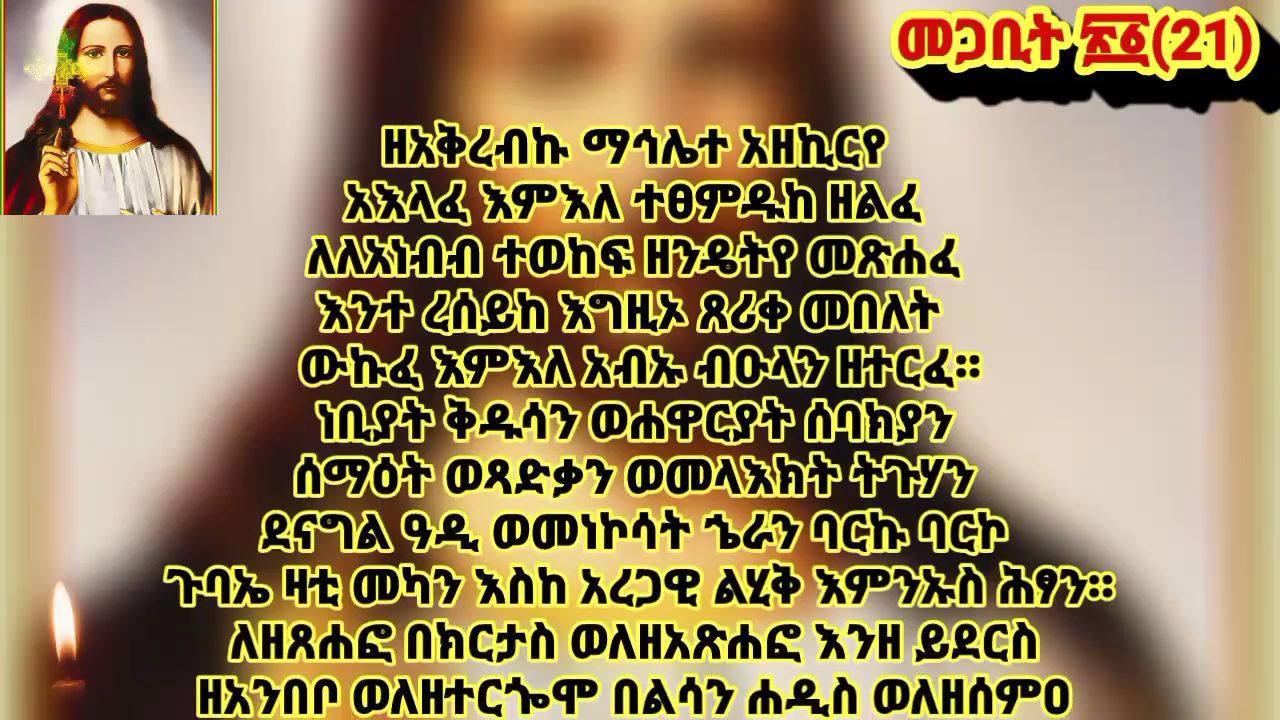 መጋቢት ፳፩(21)
ዘአቅረብኩ ማኅሌተ አዘኪርየ
አእላፈ እምእለ ተፀምዱከ ዘልፈ
ለለአነብብ ተወከፍ ዘንዴትየ መጽሐፈ
እንተ ረሰይከ እግዚኦ ጸሪቀ መበለት
ውኩፈ እምእለ አብኡ ብዑላን ዘተርፈ።
ነቢያት ቅዱሳን ወሐዋርያት ሰባክያን
ሰማዕት ወጻድቃን ወመላእክት ትጉሃን
ደናግል ዓዲ ወመነኮሳት ኄራን ባርኩ ባርኮ
ጉባኤ ዛቲ መካን እስከ አረጋዊ ልሂቅ እምንኡስ ሕፃን።
ለዘጸሐፎ በክርታስ ወለዘአጽሐፎ እንዘ ይደርስ
ዘአንበቦ ወለዘተርጐሞ በልሳን ሐዲስ ወለዘሰምዐ